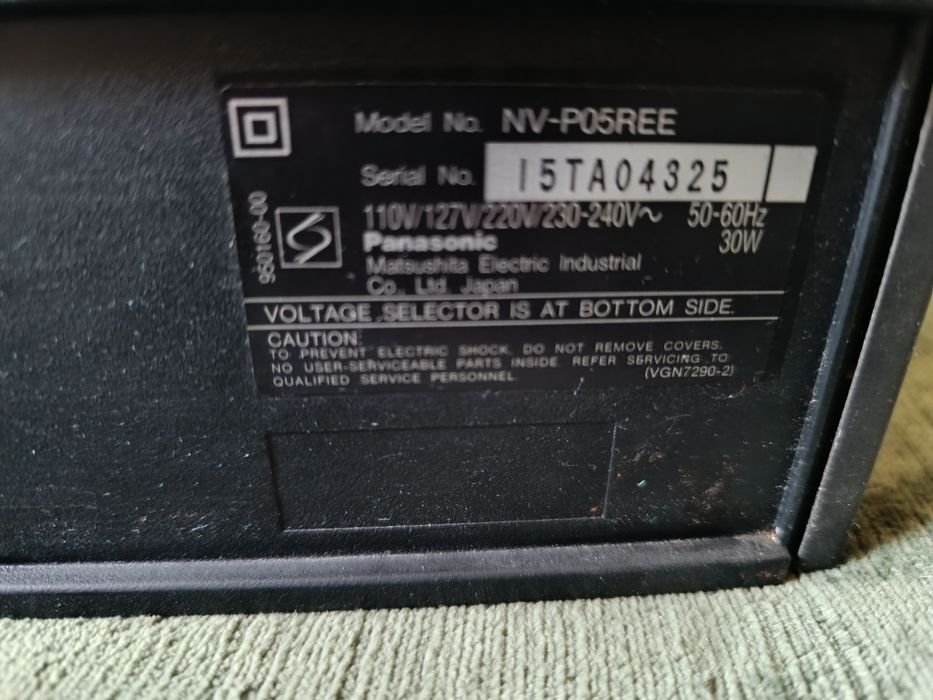 Model No. NV-P05REE
Serial No. I5TA04325
950160-00
110V/127V/220V/230-240V~ 50-60Hz
Panasonic 30W
Matsushita Electric Industrial
Co., Ltd. Japan
VOLTAGE SELECTOR IS AT BOTTOM SIDE.
CAUTION:
TO PREVENT ELECTRIC SHOCK, DO NOT REMOVE COVERS.
NO USER-SERVICEABLE PARTS INSIDE. REFER SERVICING TO
QUALIFIED SERVICE PERSONNEL. (VGN7290-2)